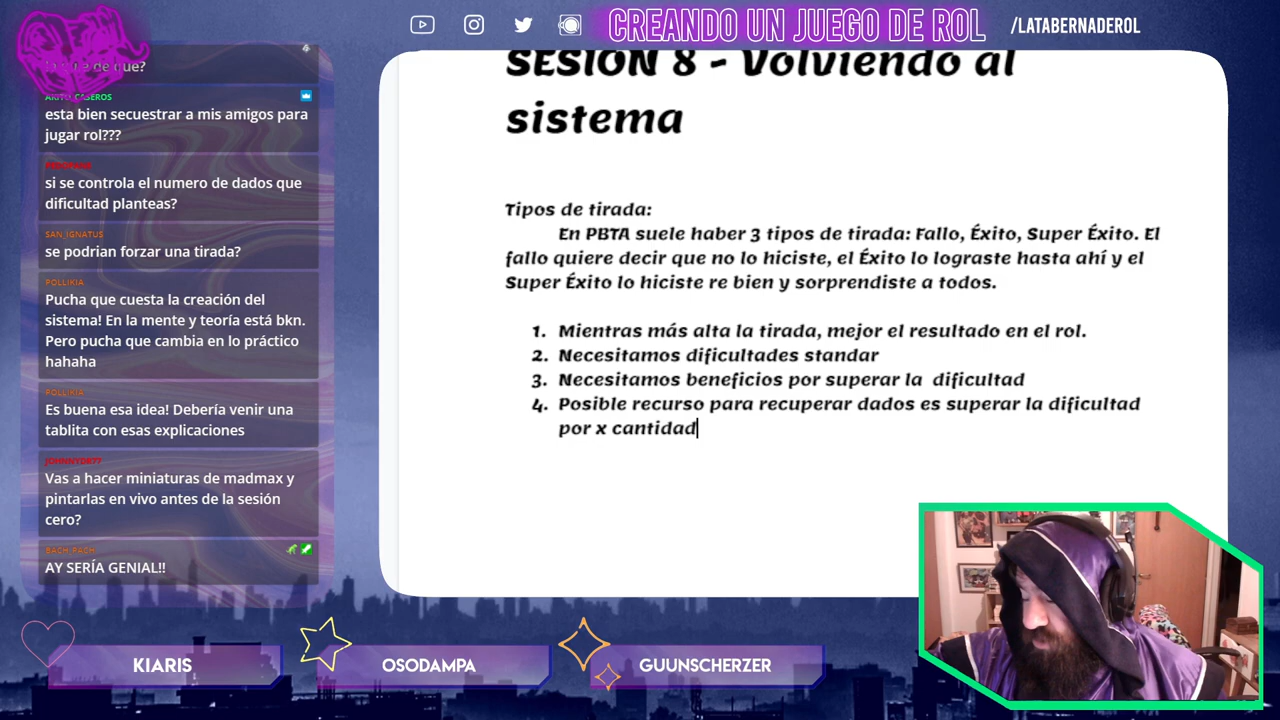 CREANDO UN JUEGO DE ROL
/LATABERNADEROL
de que?
esta bien secuestrar a mis amigos para
jugar rol???
si se controla el numero de dados que
dificultad planteas?
SAN_IGNATUS
se podrian forzar una tirada?
POLLIKIA
Pucha que cuesta la creación del
sistema! En la mente y teoría está bkn.
Pero pucha que cambia en lo práctico
hahaha
POLLIKIA
Es buena esa idea! Debería venir una
tablita con esas explicaciones
Vas a hacer miniaturas de madmax y
pintarlas en vivo antes de la sesión
cero?
AY SERÍA GENIAL!!
SESION 8 - Volviendo al
sistema
Tipos de tirada:
En PBTA suele haber 3 tipos de tirada: Fallo, Éxito, Super Éxito. El
fallo quiere decir que no lo hiciste, el Éxito lo lograste hasta ahí y el
Super Éxito lo hiciste re bien y sorprendiste a todos.
1. Mientras más alta la tirada, mejor el resultado en el rol.
2. Necesitamos dificultades standar
3. Necesitamos beneficios por superar la dificultad
4. Posible recurso para recuperar dados es superar la dificultad
por x cantidad
KIARIS
OSODAMPA
GUUNSCHERZER